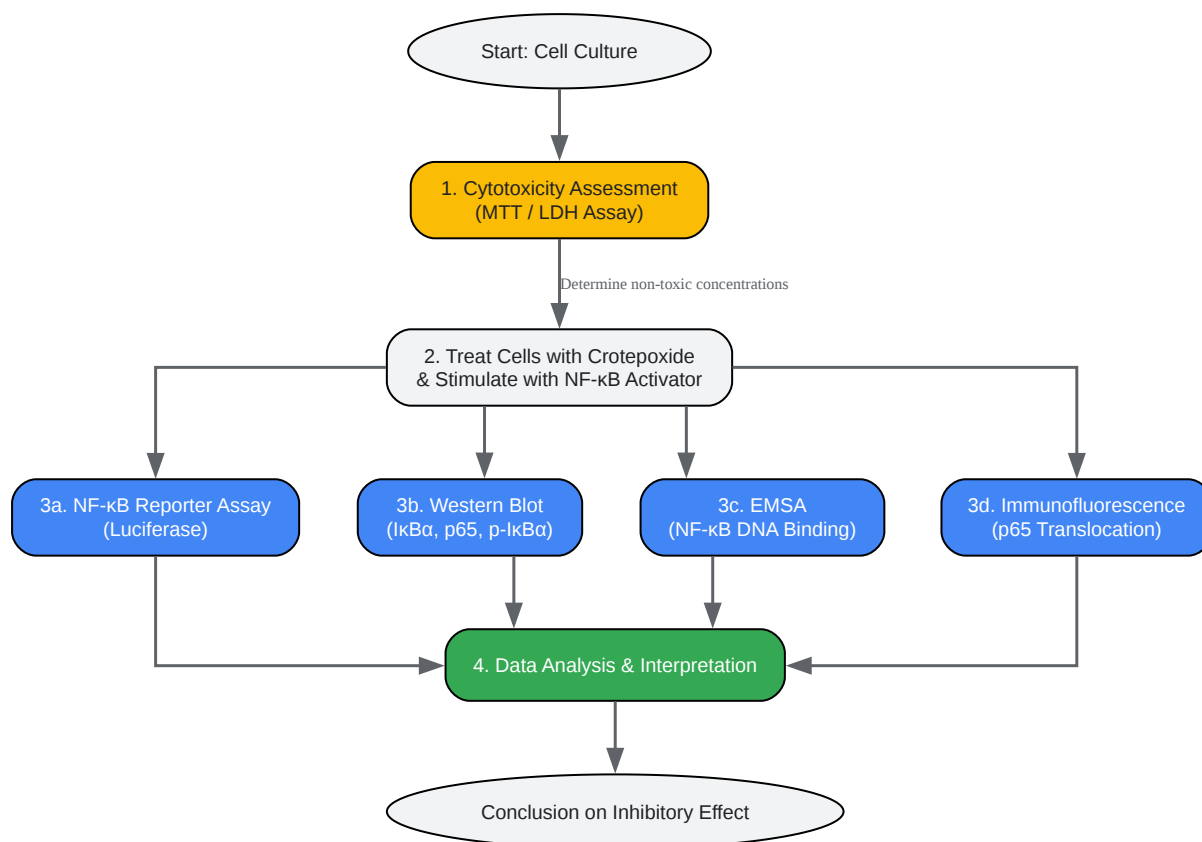 Start: Cell Culture
1. Cytotoxicity Assessment
(MTT / LDH Assay)
Determine non-toxic concentrations
2. Treat Cells with Crotepoxide
& Stimulate with NF-κB Activator
3a. NF-κB Reporter Assay
(Luciferase)
3b. Western Blot
(IκBα, p65, p-IκBα)
3c. EMSA
(NF-κB DNA Binding)
3d. Immunofluorescence
(p65 Translocation)
4. Data Analysis & Interpretation
Conclusion on Inhibitory Effect